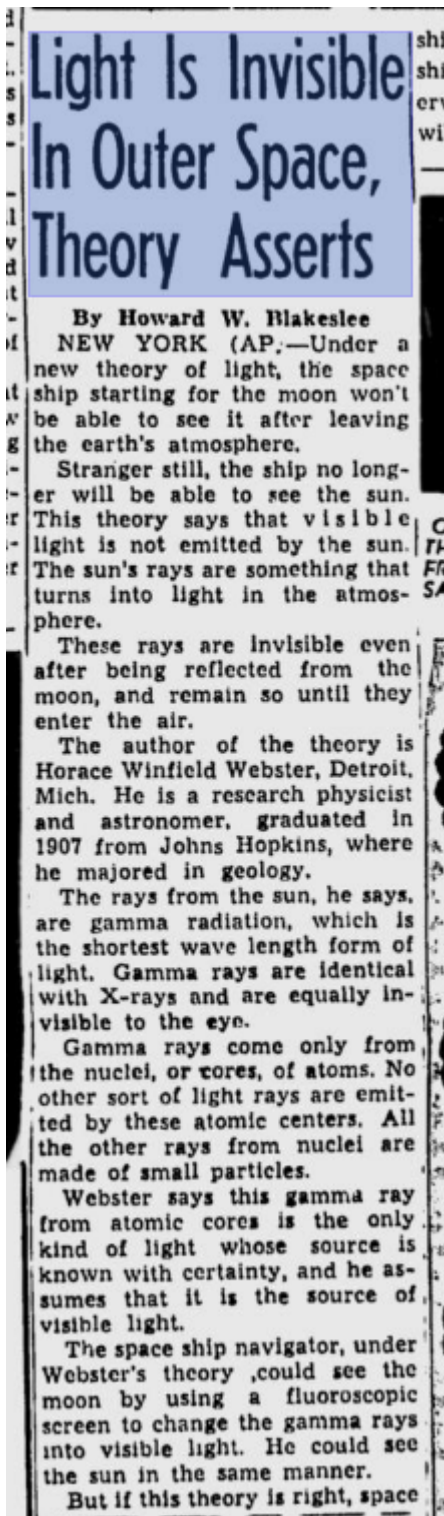 Light Is Invisible
In Outer Space,
Theory Asserts
By Howard W. Blakeslee
NEW YORK (AP.—Under a
new theory of light, the space
ship starting for the moon won't
be able to see it after leaving
the earth's atmosphere.
Stranger still, the ship no long-
er will be able to see the sun.
This theory says that visible
light is not emitted by the sun.
The sun's rays are something that
turns into light in the atmos-
phere.
These rays are invisible even
after being reflected from the
moon, and remain so until they
enter the air.
The author of the theory is
Horace Winfield Webster, Detroit,
Mich. He is a research physicist
and astronomer, graduated in
1907 from Johns Hopkins, where
he majored in geology.
The rays from the sun, he says,
are gamma radiation, which is
the shortest wave length form of
light. Gamma rays are identical
with X-rays and are equally in-
visible to the eye.
Gamma rays come only from
the nuclei, or cores, of atoms. No
other sort of light rays are emit-
ted by these atomic centers. All
the other rays from nuclei are
made of small particles.
Webster says this gamma ray
from atomic cores is the only
kind of light whose source is
known with certainty, and he as-
sumes that it is the source of
visible light.
The space ship navigator, under
Webster's theory ,could see the
moon by using a fluoroscopic
screen to change the gamma rays
into visible light. He could see
the sun in the same manner.
But if this theory is right, space